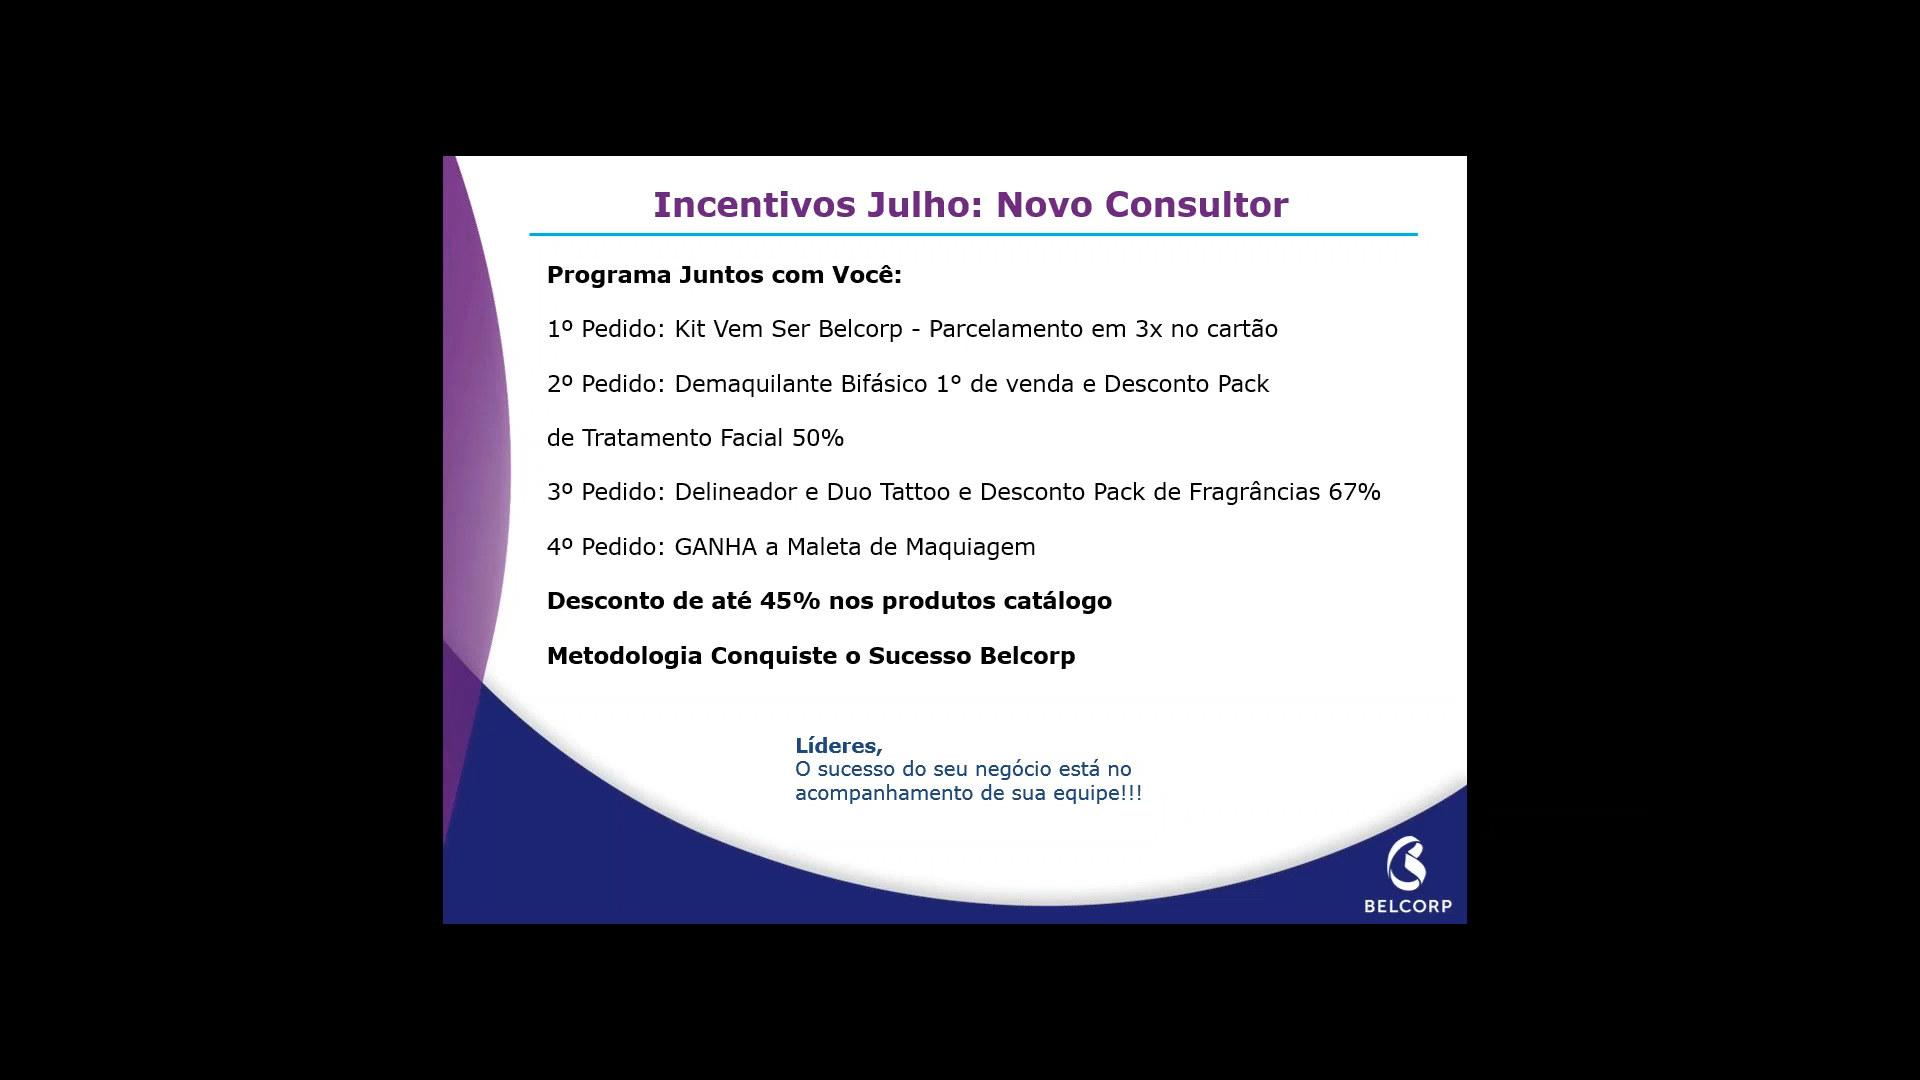 Incentivos Julho: Novo Consultor
Programa Juntos com Você:
1º Pedido: Kit Vem Ser Belcorp - Parcelamento em 3x no cartão
2º Pedido: Demaquilante Bifásico 1° de venda e Desconto Pack
de Tratamento Facial 50%
3º Pedido: Delineador e Duo Tattoo e Desconto Pack de Fragrâncias 67%
4º Pedido: GANHA a Maleta de Maquiagem
Desconto de até 45% nos produtos catálogo
Metodologia Conquiste o Sucesso Belcorp
Líderes,
O sucesso do seu negócio está no
acompanhamento de sua equipe!!!
BELCORP